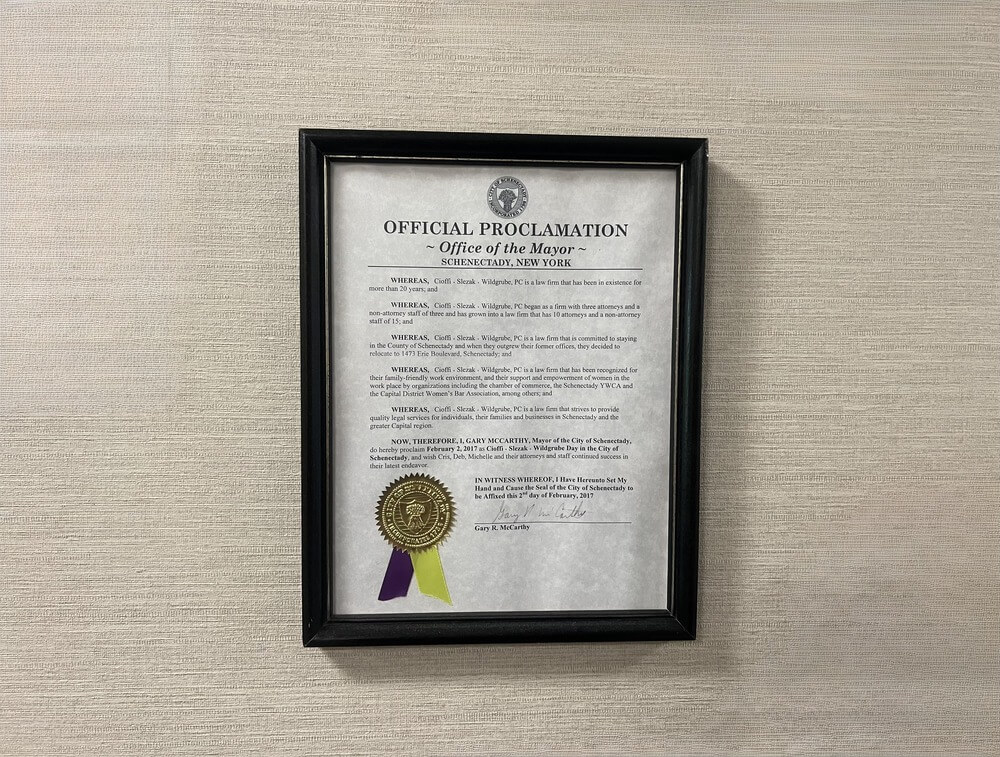 CITY OF SCHENECTADY
INCORPORATED 1798
OFFICIAL PROCLAMATION
~ Office of the Mayor ~
SCHENECTADY, NEW YORK
WHEREAS, Cioffi - Slezak - Wildgrube, PC is a law firm that has been in existence for
more than 20 years; and
WHEREAS, Cioffi - Slezak - Wildgrube, PC began as a firm with three attorneys and a
non-attorney staff of three and has grown into a law firm that has 10 attorneys and a non-attorney
staff of 15; and
WHEREAS, Cioffi - Slezak - Wildgrube, PC is a law firm that is committed to staying
in the County of Schenectady and when they outgrew their former offices, they decided to
relocate to 1473 Erie Boulevard, Schenectady; and
WHEREAS, Cioffi - Slezak - Wildgrube, PC is a law firm that has been recognized for
their family-friendly work environment, and their support and empowerment of women in the
work place by organizations including the chamber of commerce, the Schenectady YWCA and
the Capital District Women's Bar Association, among others; and
WHEREAS, Cioffi - Slezak - Wildgrube, PC is a law firm that strives to provide
quality legal services for individuals, their families and businesses in Schenectady and the
greater Capital region.
NOW, THEREFORE, I, GARY MCCARTHY, Mayor of the City of Schenectady,
do hereby proclaim February 2, 2017 as Cioffi - Slezak - Wildgrube Day in the City of
Schenectady, and wish Cris, Deb, Michelle and their attorneys and staff continued success in
their latest endeavor.
IN WITNESS WHEREOF, I Have Hereunto Set My
Hand and Cause the Seal of the City of Schenectady to
be Affixed this 2nd day of February, 2017
Gary R. McCarthy
Gary R. McCarthy